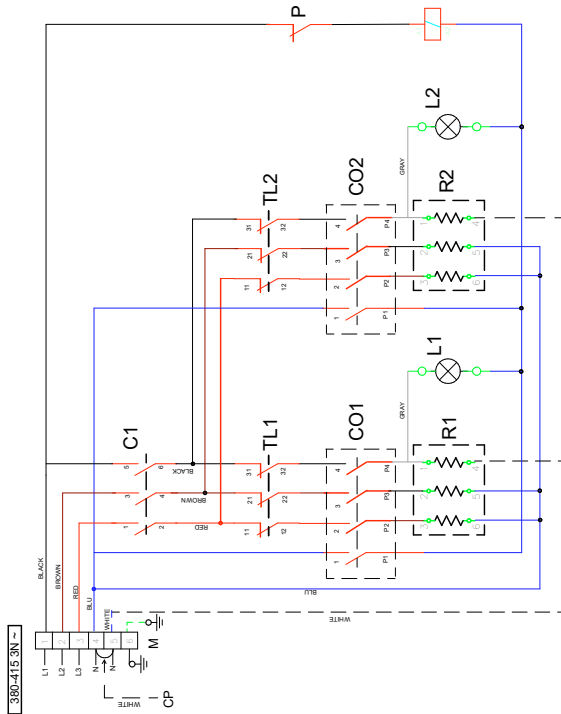 P
L2
GRAY
TL2
31
21
11
32
22
12
CO2
4
3
2
1
P4
P3
P2
P1
R2
1
2
3
4
5
6
L1
GRAY
C1
5
3
1
6
4
2
BLACK
BROWN
RED
TL1
31
21
11
32
22
12
CO1
4
3
2
1
P4
P3
P2
P1
R1
1
2
3
4
5
6
BLACK
BROWN
RED
BLU
WHITE
BLU
WHITE
380-415 3N ~
L1
L2
L3
N
N
1
2
3
4
5
6
M
WHITE
CP